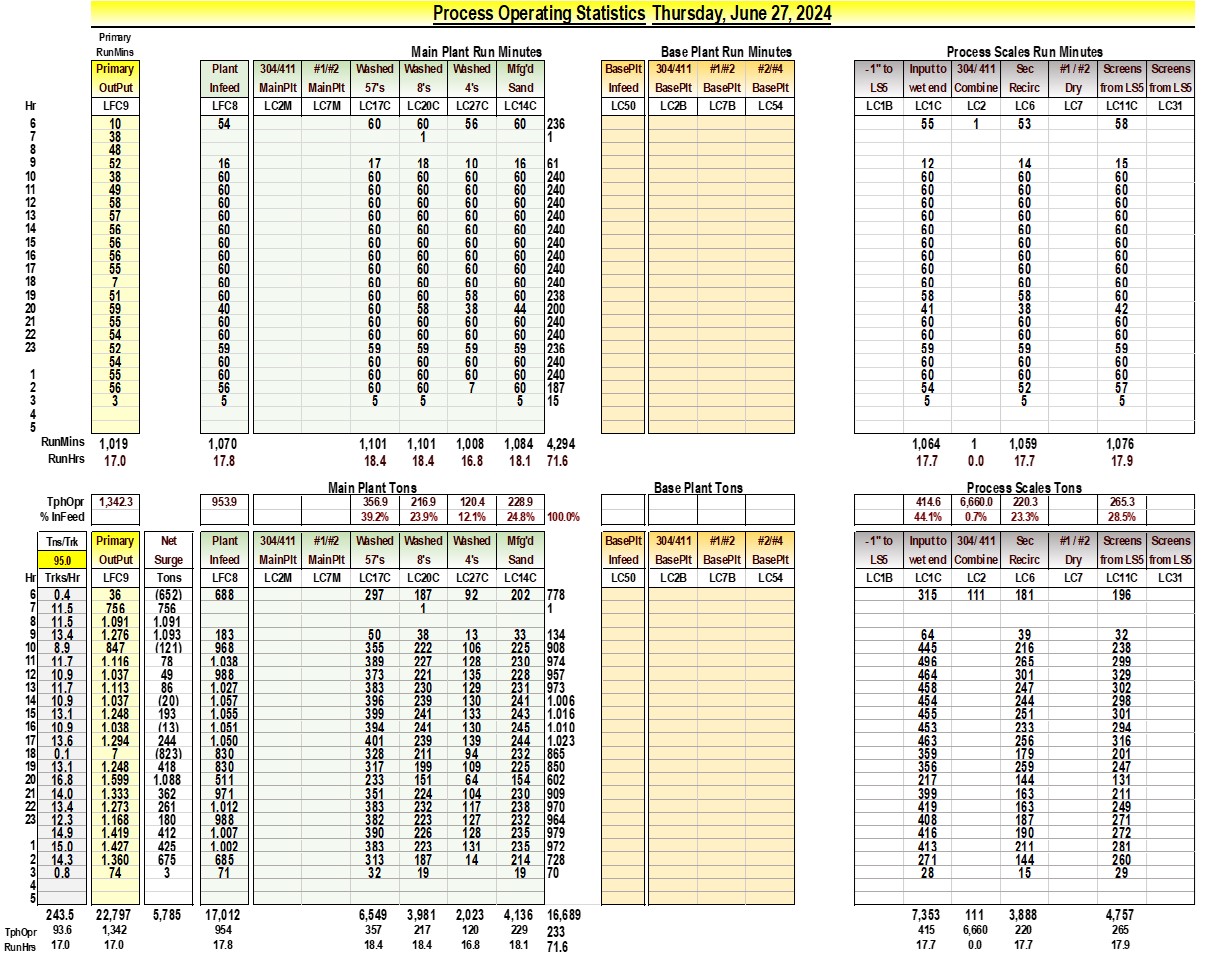 Process Operating Statistics Thursday, June 27, 2024
Primary
RunMins Main Plant Run Minutes Base Plant Run Minutes Process Scales Run Minutes
Primary Plant 304/411 #1/#2 Washed Washed Washed Mfg'd BasePlt 304/411 #1/#2 #2/#4 -1" to Input to 304/ 411 Sec #1 / #2 Screens Screens
OutPut Infeed MainPlt MainPlt 57's 8's 4's Sand Infeed BasePlt BasePlt BasePlt LS5 wet end Combine Recirc Dry from LS5 from LS5
Hr LFC9 LFC8 LC2M LC7M LC17C LC20C LC27C LC14C LC50 LC2B LC7B LC54 LC1B LC1C LC2 LC6 LC7 LC11C LC31
6 10 54 60 60 56 60 236 55 1 53 58
7 38 1 1
8 48
9 52 16 17 18 10 16 61 12 14 15
10 38 60 60 60 60 60 240 60 60 60
11 49 60 60 60 60 60 240 60 60 60
12 58 60 60 60 60 60 240 60 60 60
13 57 60 60 60 60 60 240 60 60 60
14 56 60 60 60 60 60 240 60 60 60
15 56 60 60 60 60 60 240 60 60 60
16 56 60 60 60 60 60 240 60 60 60
17 55 60 60 60 60 60 240 60 60 60
18 7 60 60 60 60 60 240 60 60 60
19 51 60 60 60 58 60 238 58 58 60
20 59 40 60 58 38 44 200 41 38 42
21 55 60 60 60 60 60 240 60 60 60
22 54 60 60 60 60 60 240 60 60 60
23 52 59 59 59 59 59 236 59 59 59
54 60 60 60 60 60 240 60 60 60
1 55 60 60 60 60 60 240 60 60 60
2 56 56 60 60 7 60 187 54 52 57
3 3 5 5 5 5 15 5 5 5
4
5
RunMins 1,019 1,070 1,101 1,101 1,008 1,084 4,294 1,064 1 1,059 1,076
RunHrs 17.0 17.8 18.4 18.4 16.8 18.1 71.6 17.7 0.0 17.7 17.9
Main Plant Tons Base Plant Tons Process Scales Tons
TphOpr 1,342.3 953.9 356.9 216.9 120.4 228.9 414.6 6,660.0 220.3 265.3
% InFeed 39.2% 23.9% 12.1% 24.8% 100.0% 44.1% 0.7% 23.3% 28.5%
Tns/Trk Primary Net Plant 304/411 #1/#2 Washed Washed Washed Mfg'd BasePlt 304/411 #1/#2 #2/#4 -1" to Input to 304/ 411 Sec #1 / #2 Screens Screens
95.0 OutPut Surge Infeed MainPlt MainPlt 57's 8's 4's Sand Infeed BasePlt BasePlt BasePlt LS5 wet end Combine Recirc Dry from LS5 from LS5
Hr Trks/Hr LFC9 Tons LFC8 LC2M LC7M LC17C LC20C LC27C LC14C LC50 LC2B LC7B LC54 LC1B LC1C LC2 LC6 LC7 LC11C LC31
6 0.4 36 (652) 688 297 187 92 202 778 315 111 181 196
7 11.5 756 756 1 1
8 11.5 1.091 1.091
9 13.4 1.276 1.093 183 50 38 13 33 134 64 39 32
10 8.9 847 (121) 968 355 222 106 225 908 445 216 238
11 11.7 1.116 78 1.038 389 227 128 230 974 496 265 299
12 10.9 1.037 49 988 373 221 135 228 957 464 301 329
13 11.7 1.113 86 1.027 383 230 129 231 973 458 247 302
14 10.9 1.037 (20) 1.057 396 239 130 241 1.006 454 244 298
15 13.1 1.248 193 1.055 399 241 133 243 1.016 455 251 301
16 10.9 1.038 (13) 1.051 394 241 130 245 1.010 453 233 294
17 13.6 1.294 244 1.050 401 239 139 244 1.023 463 256 316
18 0.1 7 (823) 830 328 211 94 232 865 359 179 201
19 13.1 1.248 418 830 317 199 109 225 850 356 259 247
20 16.8 1.599 1.088 511 233 151 64 154 602 217 144 131
21 14.0 1.333 362 971 351 224 104 230 909 399 163 211
22 13.4 1.273 261 1.012 383 232 117 238 970 419 163 249
23 12.3 1.168 180 988 382 223 127 232 964 408 187 271
14.9 1.419 412 1.007 390 226 128 235 979 416 190 272
1 15.0 1.427 425 1.002 383 223 131 235 972 413 211 281
2 14.3 1.360 675 685 313 187 14 214 728 271 144 260
3 0.8 74 3 71 32 19 19 70 28 15 29
4
5
243.5 22,797 5,785 17,012 6,549 3,981 2,023 4,136 16,689 7,353 111 3,888 4,757
TphOpr 93.6 1,342 954 357 217 120 229 233 415 6,660 220 265
RunHrs 17.0 17.0 17.8 18.4 18.4 16.8 18.1 71.6 17.7 0.0 17.7 17.9